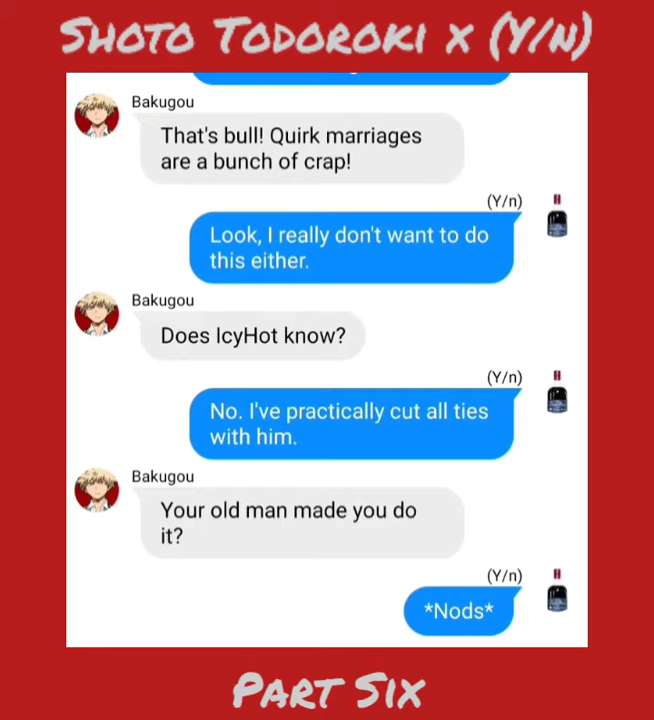 Shoto Todoroki x (Y/N)
Bakugou
That's bull! Quirk marriages
are a bunch of crap!
(Y/n)
Look, I really don't want to do
this either.
Bakugou
Does IcyHot know?
(Y/n)
No. I've practically cut all ties
with him.
Bakugou
Your old man made you do
it?
(Y/n)
*Nods*
Part Six